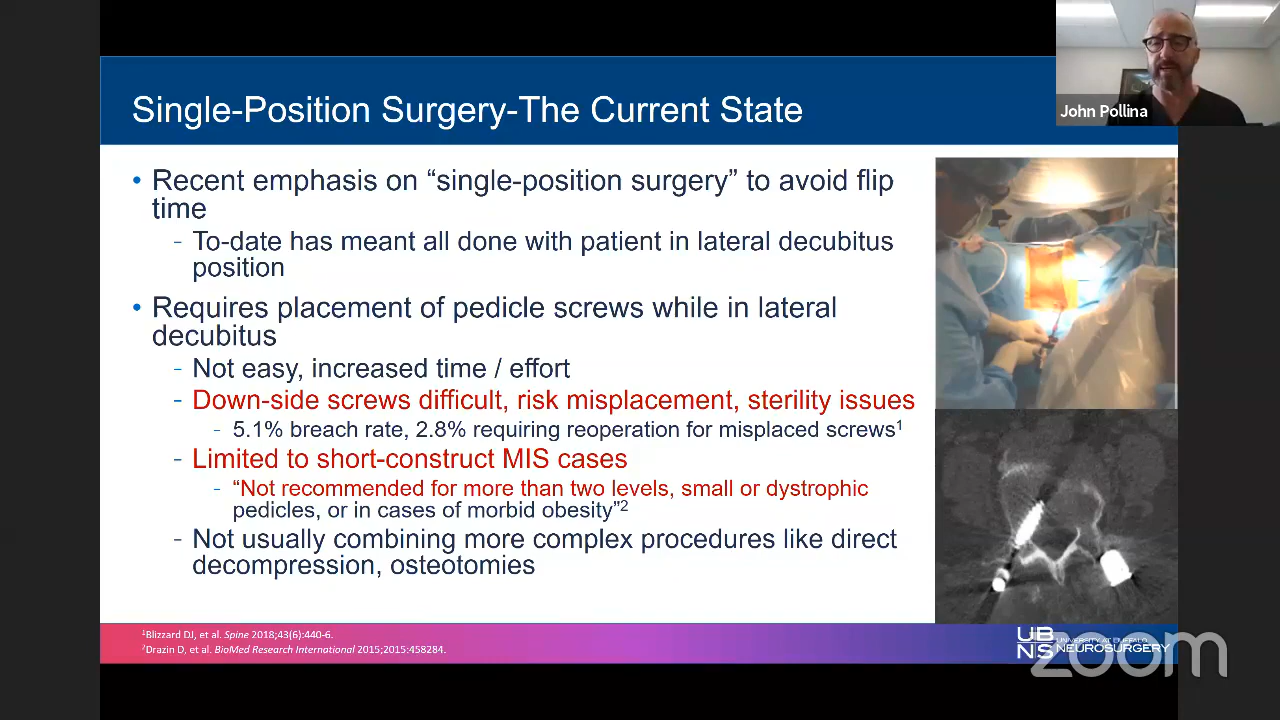 Single-Position Surgery-The Current State
John Pollina
• Recent emphasis on “single-position surgery” to avoid flip
time
- To-date has meant all done with patient in lateral decubitus
position
• Requires placement of pedicle screws while in lateral
decubitus
- Not easy, increased time / effort
- Down-side screws difficult, risk misplacement, sterility issues
- 5.1% breach rate, 2.8% requiring reoperation for misplaced screws¹
- Limited to short-construct MIS cases
- “Not recommended for more than two levels, small or dystrophic
pedicles, or in cases of morbid obesity”²
- Not usually combining more complex procedures like direct
decompression, osteotomies
¹Blizzard DJ, et al. Spine 2018;43(6):440-6.
²Drazin D, et al. BioMed Research International 2015;2015:458284.
UB
NS
UNIVERSITY AT BUFFALO
NEUROSURGERY
zoom